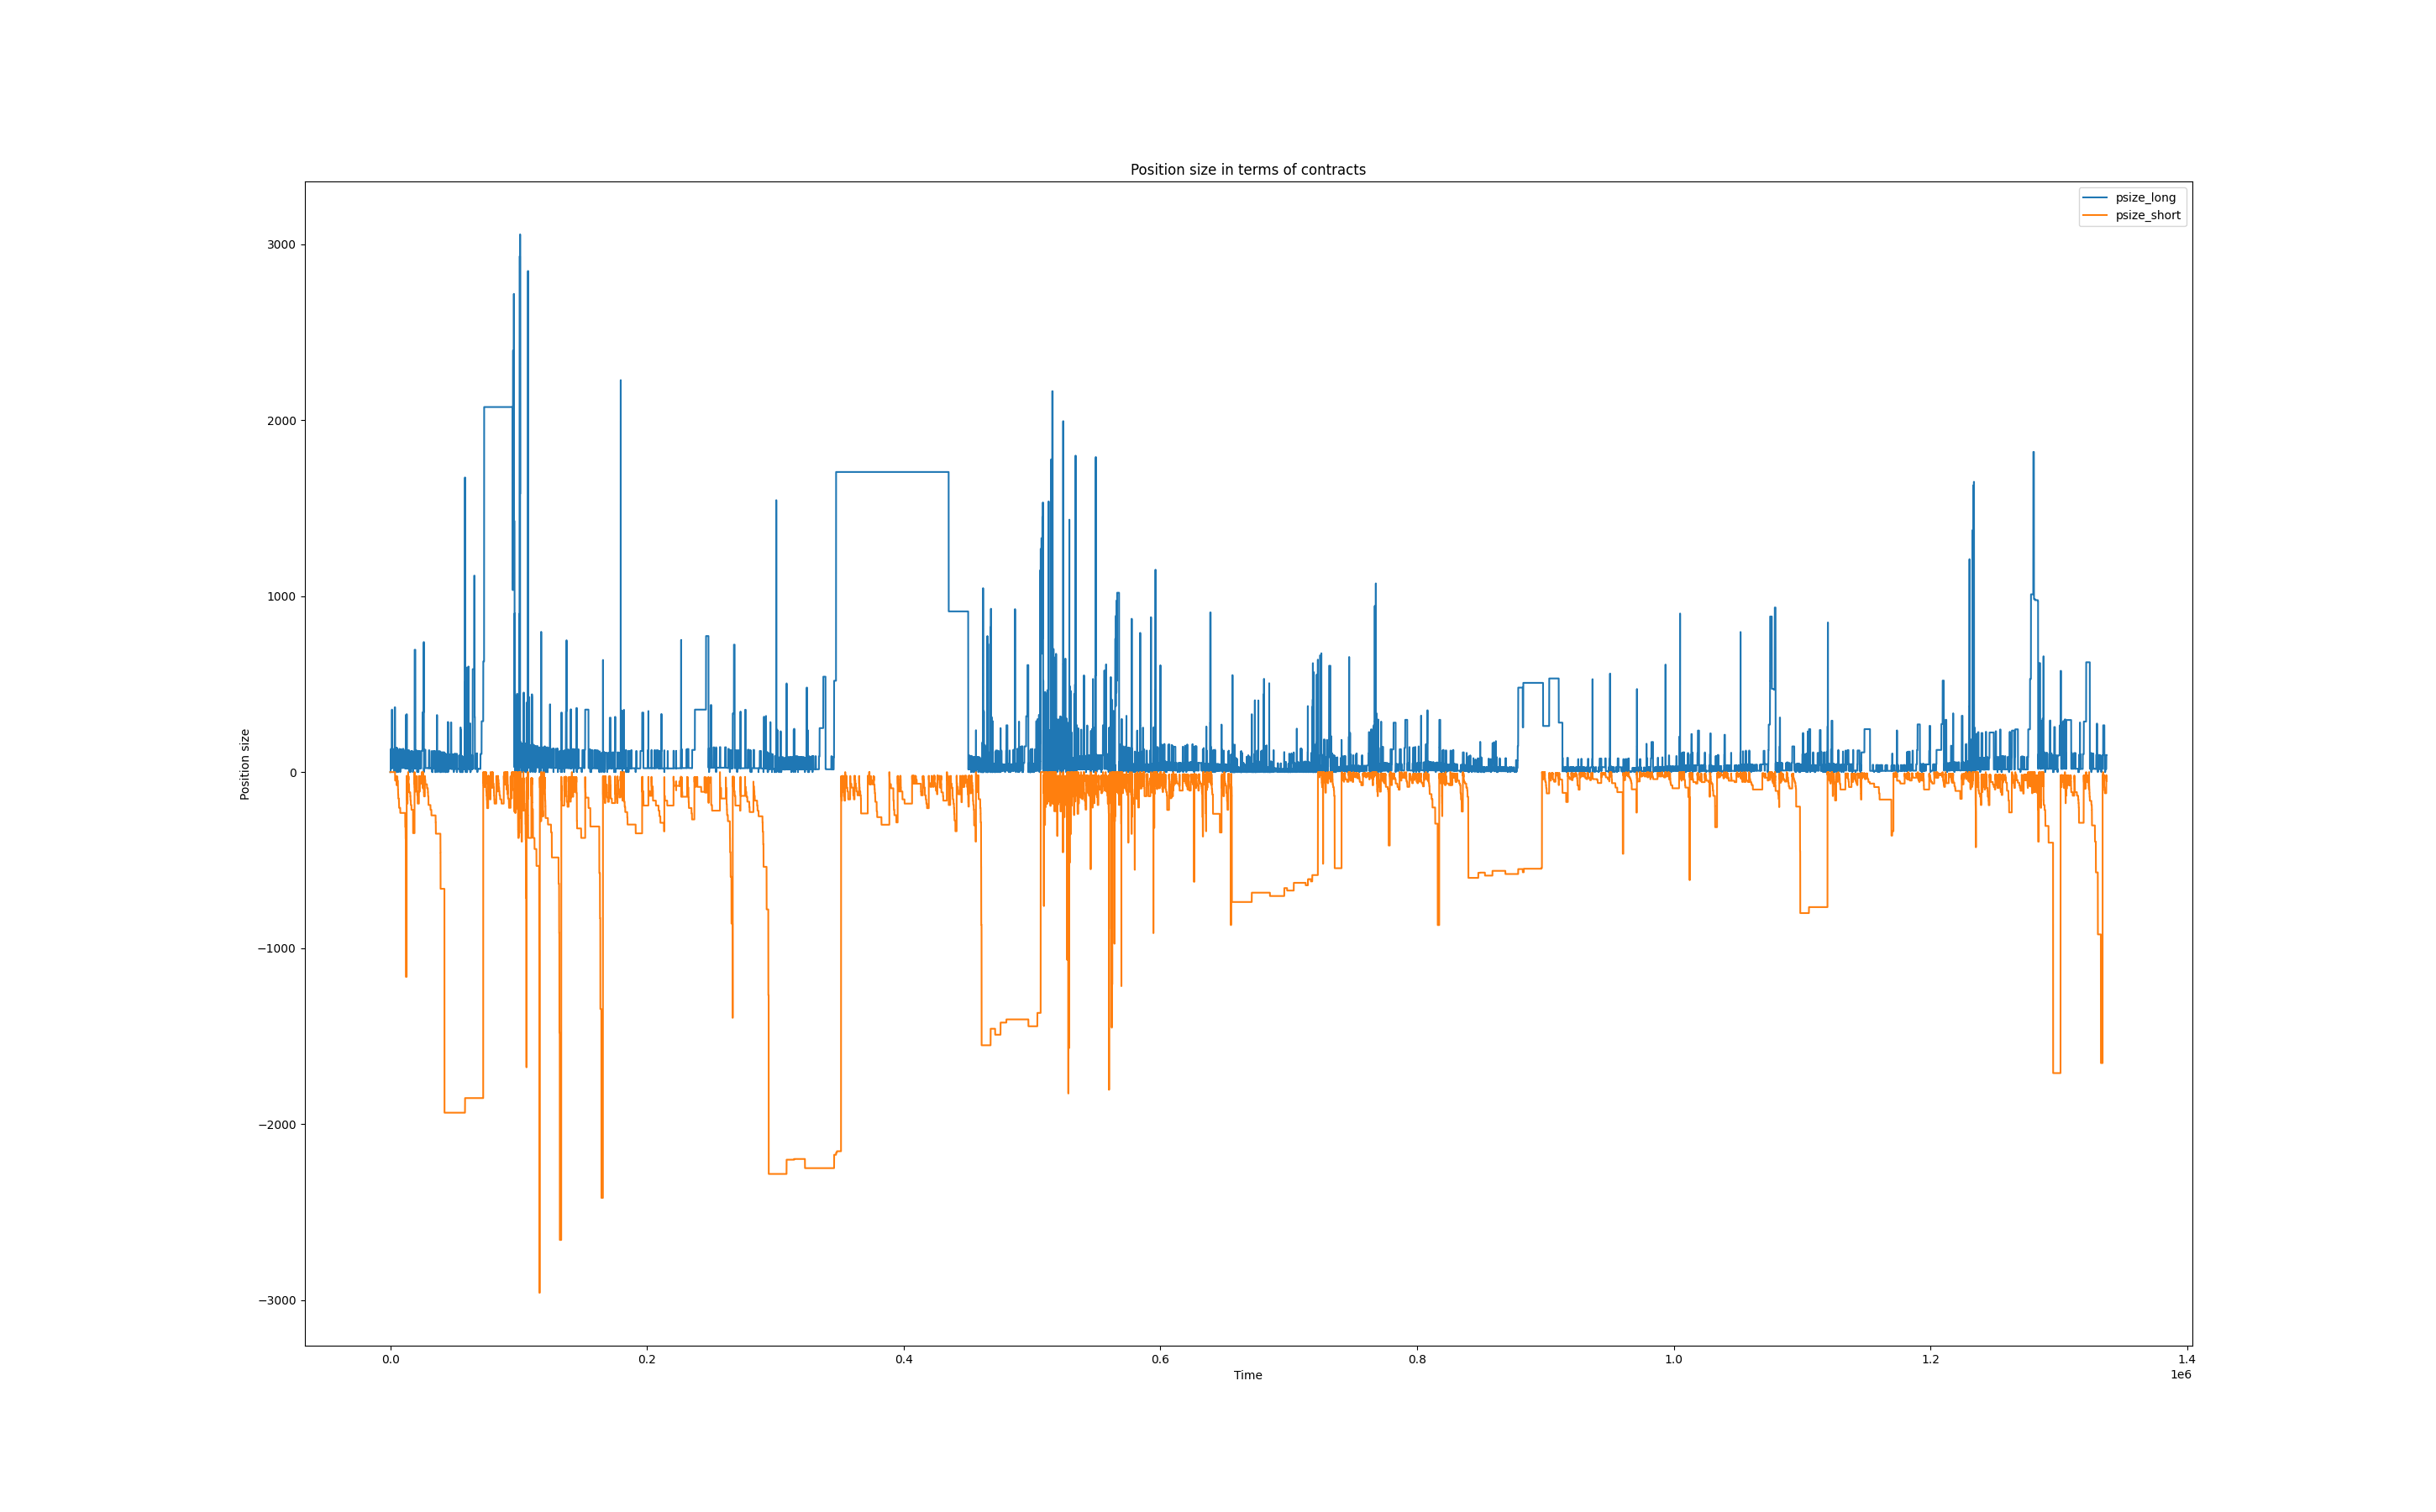 Position size in terms of contracts
psize_long
psize_short
Position size
3000
2000
1000
0
−1000
−2000
−3000
0.0
0.2
0.4
0.6
0.8
1.0
1.2
1.4
1e6
Time